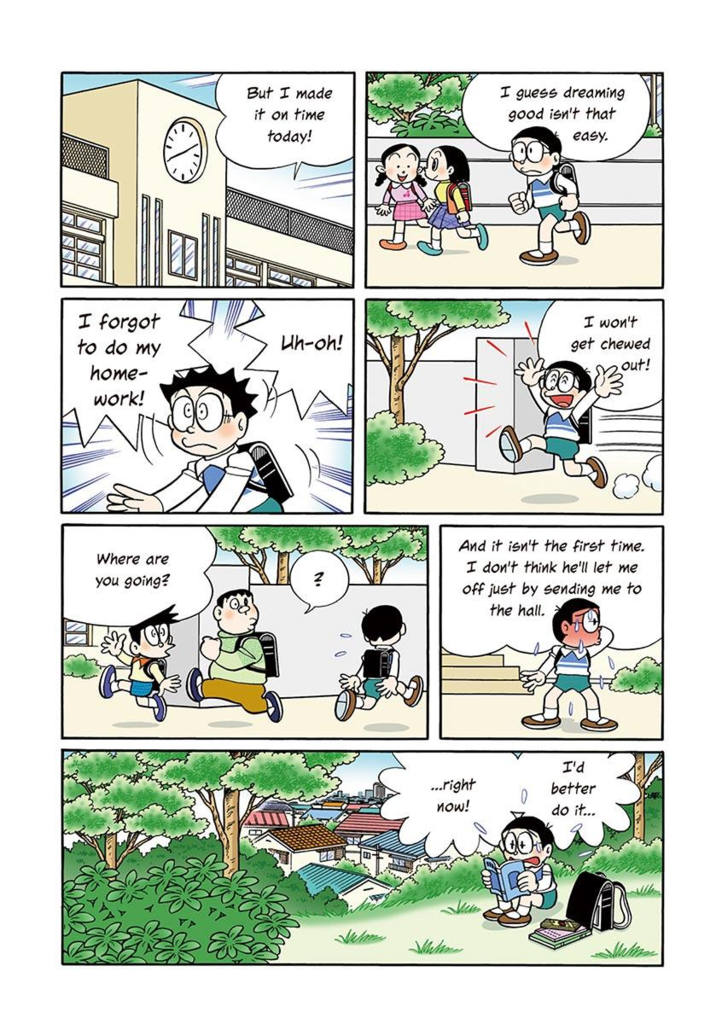 I guess dreaming
good isn't that
easy.
But I made
it on time
today!
I won't
get chewed
out!
Uh-oh!
I forgot
to do my
home-
work!
And it isn't the first time.
I don't think he'll let me
off just by sending me to
the hall.
?
Where are
you going?
I'd
better
do it...
...right
now!